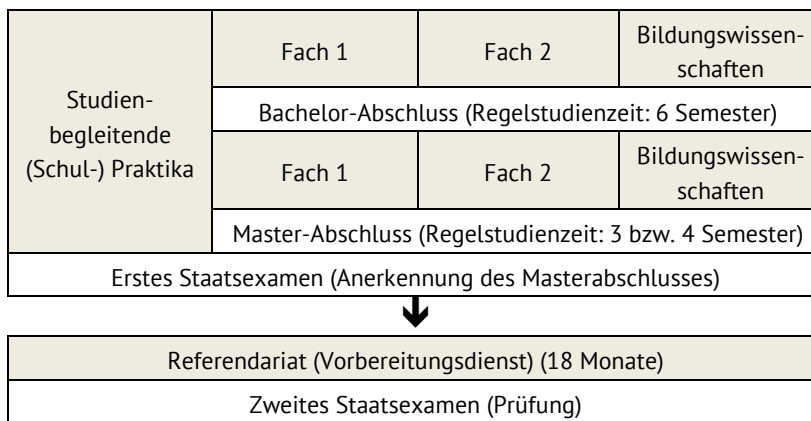 Studien-
begleitende
(Schul-) Praktika
Fach 1
Fach 2
Bildungswissen-
schaften
Bachelor-Abschluss (Regelstudienzeit: 6 Semester)
Fach 1
Fach 2
Bildungswissen-
schaften
Master-Abschluss (Regelstudienzeit: 3 bzw. 4 Semester)
Erstes Staatsexamen (Anerkennung des Masterabschlusses)
Referendariat (Vorbereitungsdienst) (18 Monate)
Zweites Staatsexamen (Prüfung)